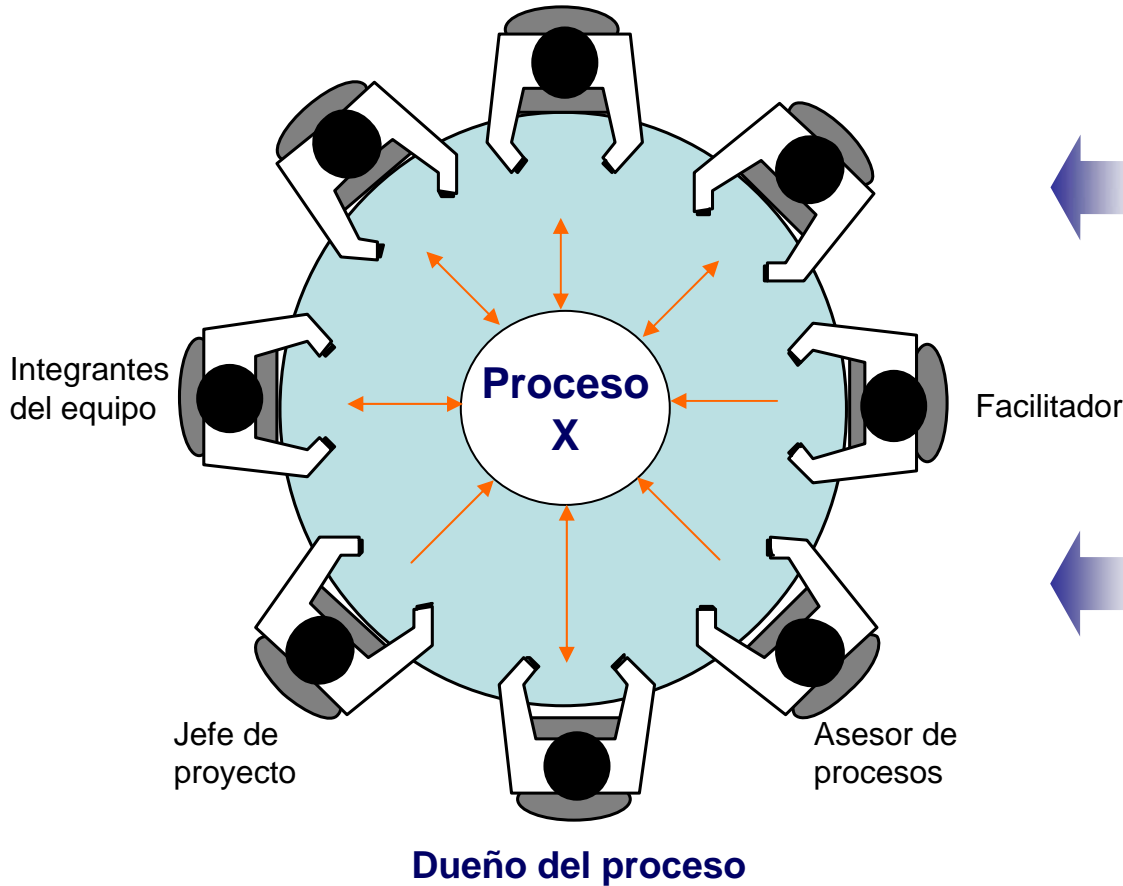 Proceso
X
Integrantes
del equipo
Facilitador
Jefe de
proyecto
Asesor de
procesos
Dueño del proceso